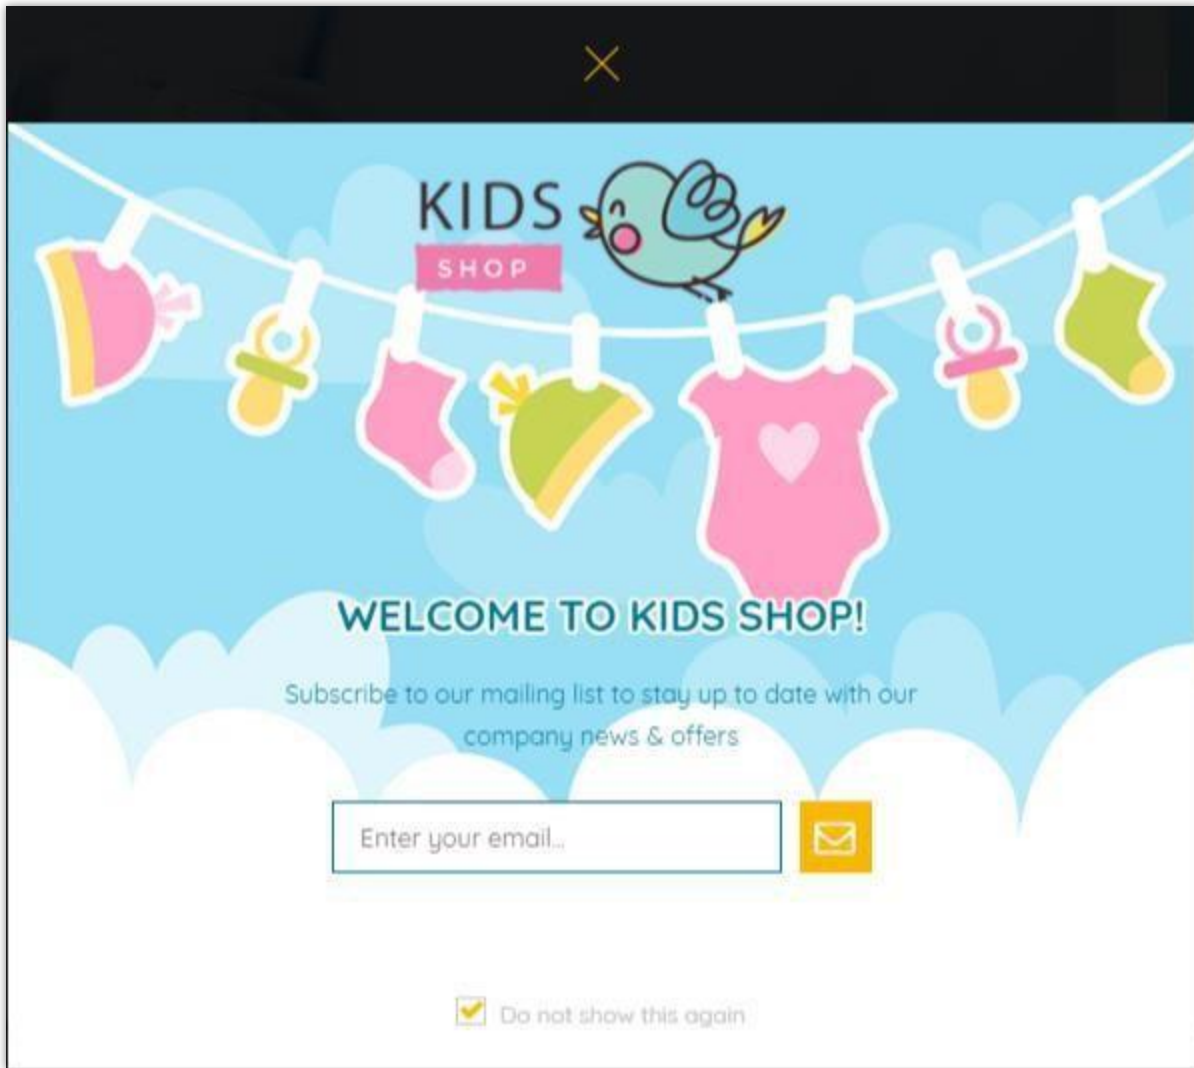 KIDS
SHOP
WELCOME TO KIDS SHOP!
Subscribe to our mailing list to stay up to date with our
company news & offers
Enter your email...
Do not show this again